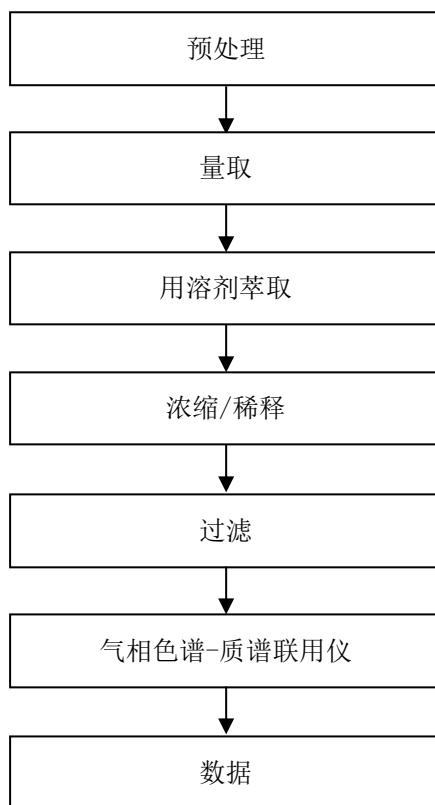 预处理
量取
用溶剂萃取
浓缩/稀释
过滤
气相色谱-质谱联用仪
数据